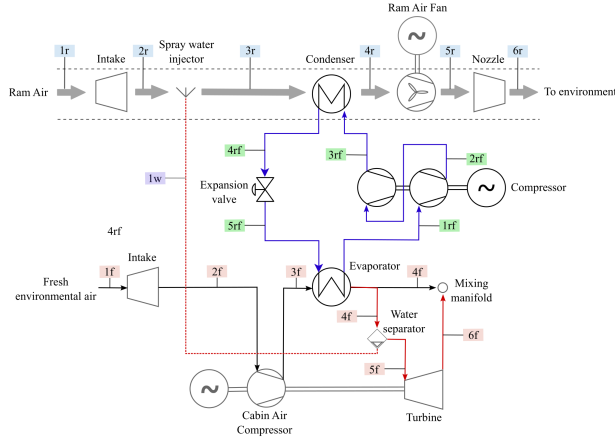 Ram Air Fan
1r
Intake
2r
Spray water
injector
3r
Condenser
4r
5r
Nozzle
6r
Ram Air
To environment
~
4rf
3rf
2rf
1w
Expansion
valve
~
Compressor
5rf
1rf
4rf
Intake
Evaporator
Fresh
environmental air
1f
2f
3f
4f
Mixing
manifold
4f
Water
separator
6f
5f
~
Cabin Air
Compressor
Turbine